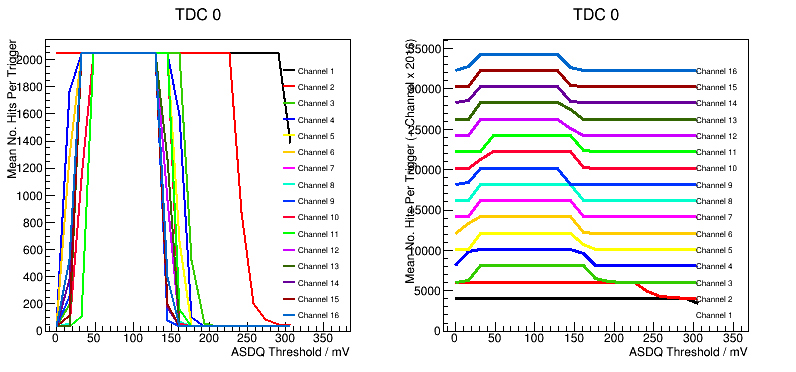 TDC 0
Mean No. Hits Per Trigger
2000
1800
1600
1400
1200
1000
800
600
400
200
0
0 50 100 150 200 250 300 350
ASDQ Threshold / mV
Channel 1
Channel 2
Channel 3
Channel 4
Channel 5
Channel 6
Channel 7
Channel 8
Channel 9
Channel 10
Channel 11
Channel 12
Channel 13
Channel 14
Channel 15
Channel 16
TDC 0
Mean No. Hits Per Trigger (+ Channel x 2016)
35000
30000
25000
20000
15000
10000
5000
0
0 50 100 150 200 250 300 350
ASDQ Threshold / mV
Channel 16
Channel 15
Channel 14
Channel 13
Channel 12
Channel 11
Channel 10
Channel 9
Channel 8
Channel 7
Channel 6
Channel 5
Channel 4
Channel 3
Channel 2
Channel 1